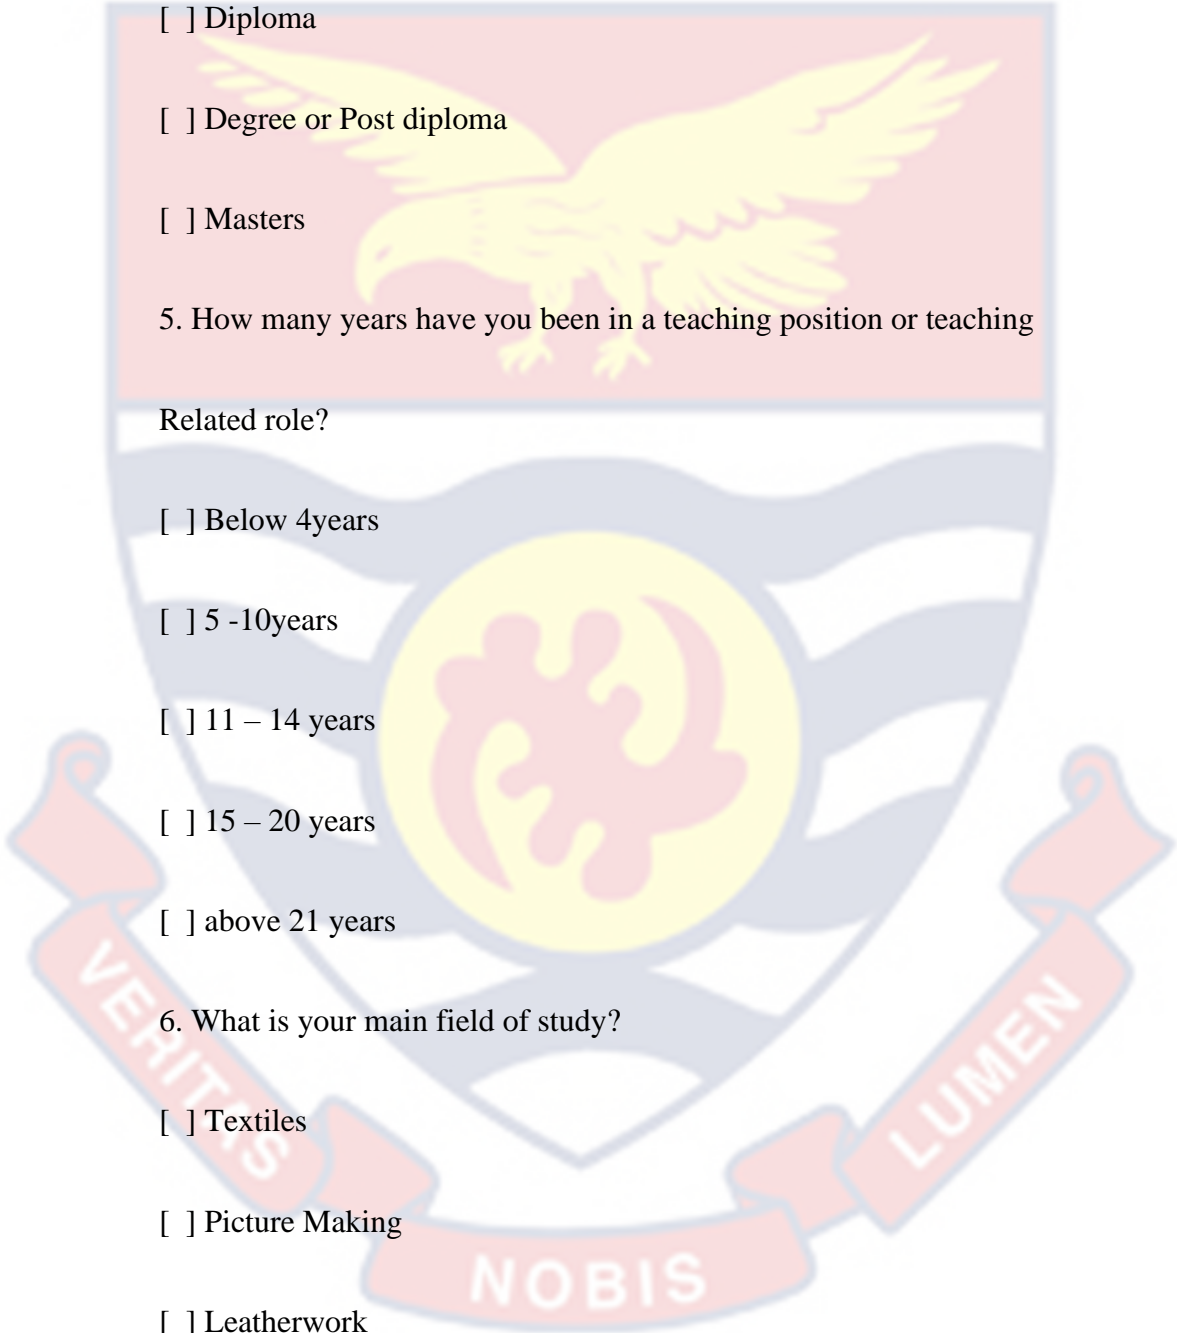 [ ] Diploma
[ ] Degree or Post diploma
[ ] Masters
5. How many years have you been in a teaching position or teaching
Related role?
[ ] Below 4years
[ ] 5 -10years
[ ] 11 – 14 years
[ ] 15 – 20 years
[ ] above 21 years
6. What is your main field of study?
[ ] Textiles
[ ] Picture Making
[ ] Leatherwork
VERITAS
NOBIS
LUMEN